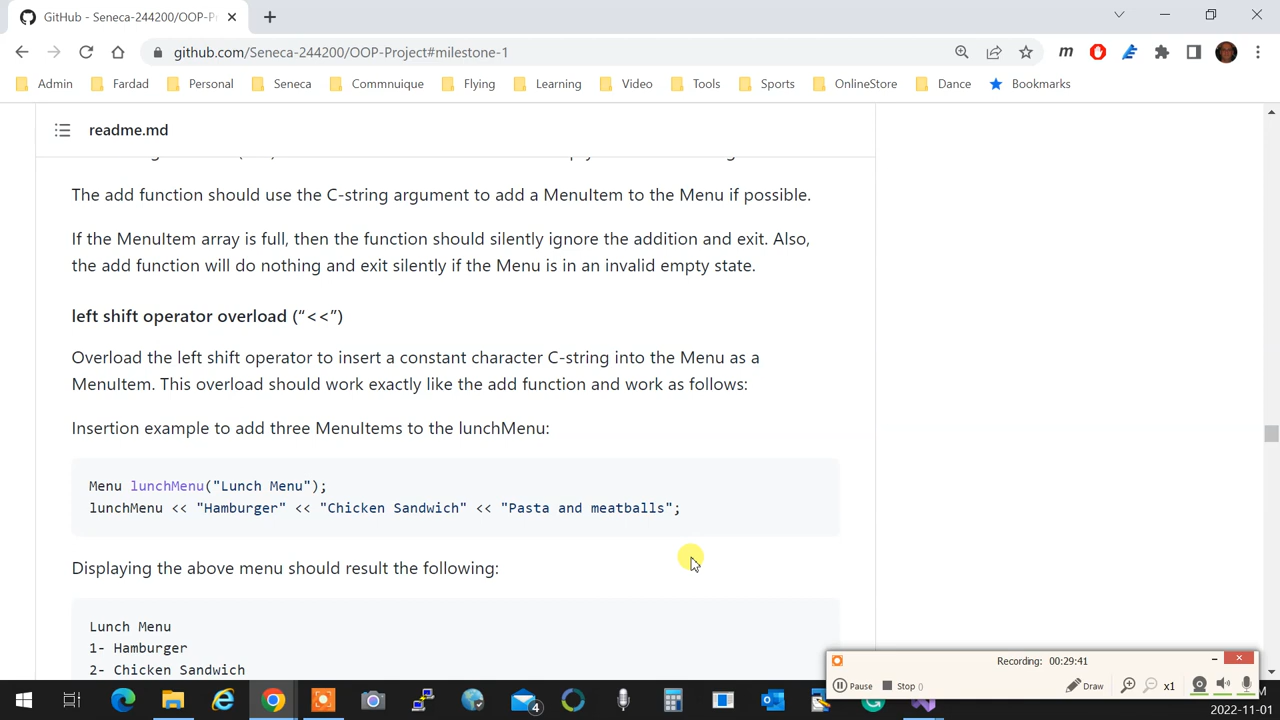 GitHub - Seneca-244200/OOP-P
github.com/Seneca-244200/OOP-Project#milestone-1
Admin Fardad Personal Seneca Commnuique Flying Learning Video Tools Sports OnlineStore Dance Bookmarks
readme.md
The add function should use the C-string argument to add a MenuItem to the Menu if possible.
If the MenuItem array is full, then the function should silently ignore the addition and exit. Also,
the add function will do nothing and exit silently if the Menu is in an invalid empty state.
left shift operator overload (“<<”)
Overload the left shift operator to insert a constant character C-string into the Menu as a
MenuItem. This overload should work exactly like the add function and work as follows:
Insertion example to add three MenuItems to the lunchMenu:
Menu lunchMenu("Lunch Menu");
lunchMenu << "Hamburger" << "Chicken Sandwich" << "Pasta and meatballs";
Displaying the above menu should result the following:
Lunch Menu
1- Hamburger
2- Chicken Sandwich
Recording: 00:29:41
Pause Stop () Draw x1
4
2022-11-01